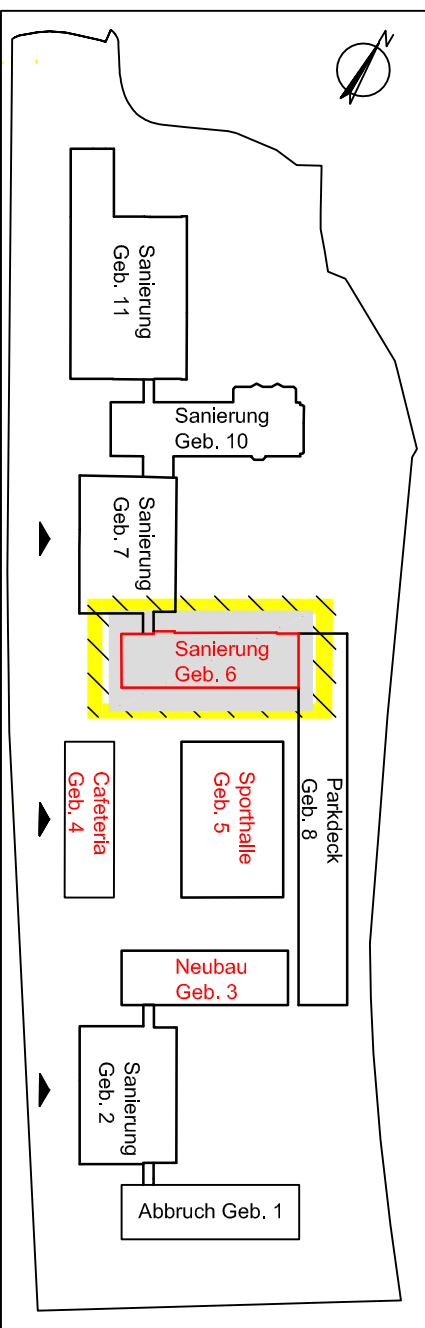 N
Sanierung
Geb. 11
Sanierung
Geb. 10
Sanierung
Geb. 7
Sanierung
Geb. 6
Parkdeck
Geb. 8
Cafeteria
Geb. 4
Sporthalle
Geb. 5
Neubau
Geb. 3
Sanierung
Geb. 2
Abbruch Geb. 1